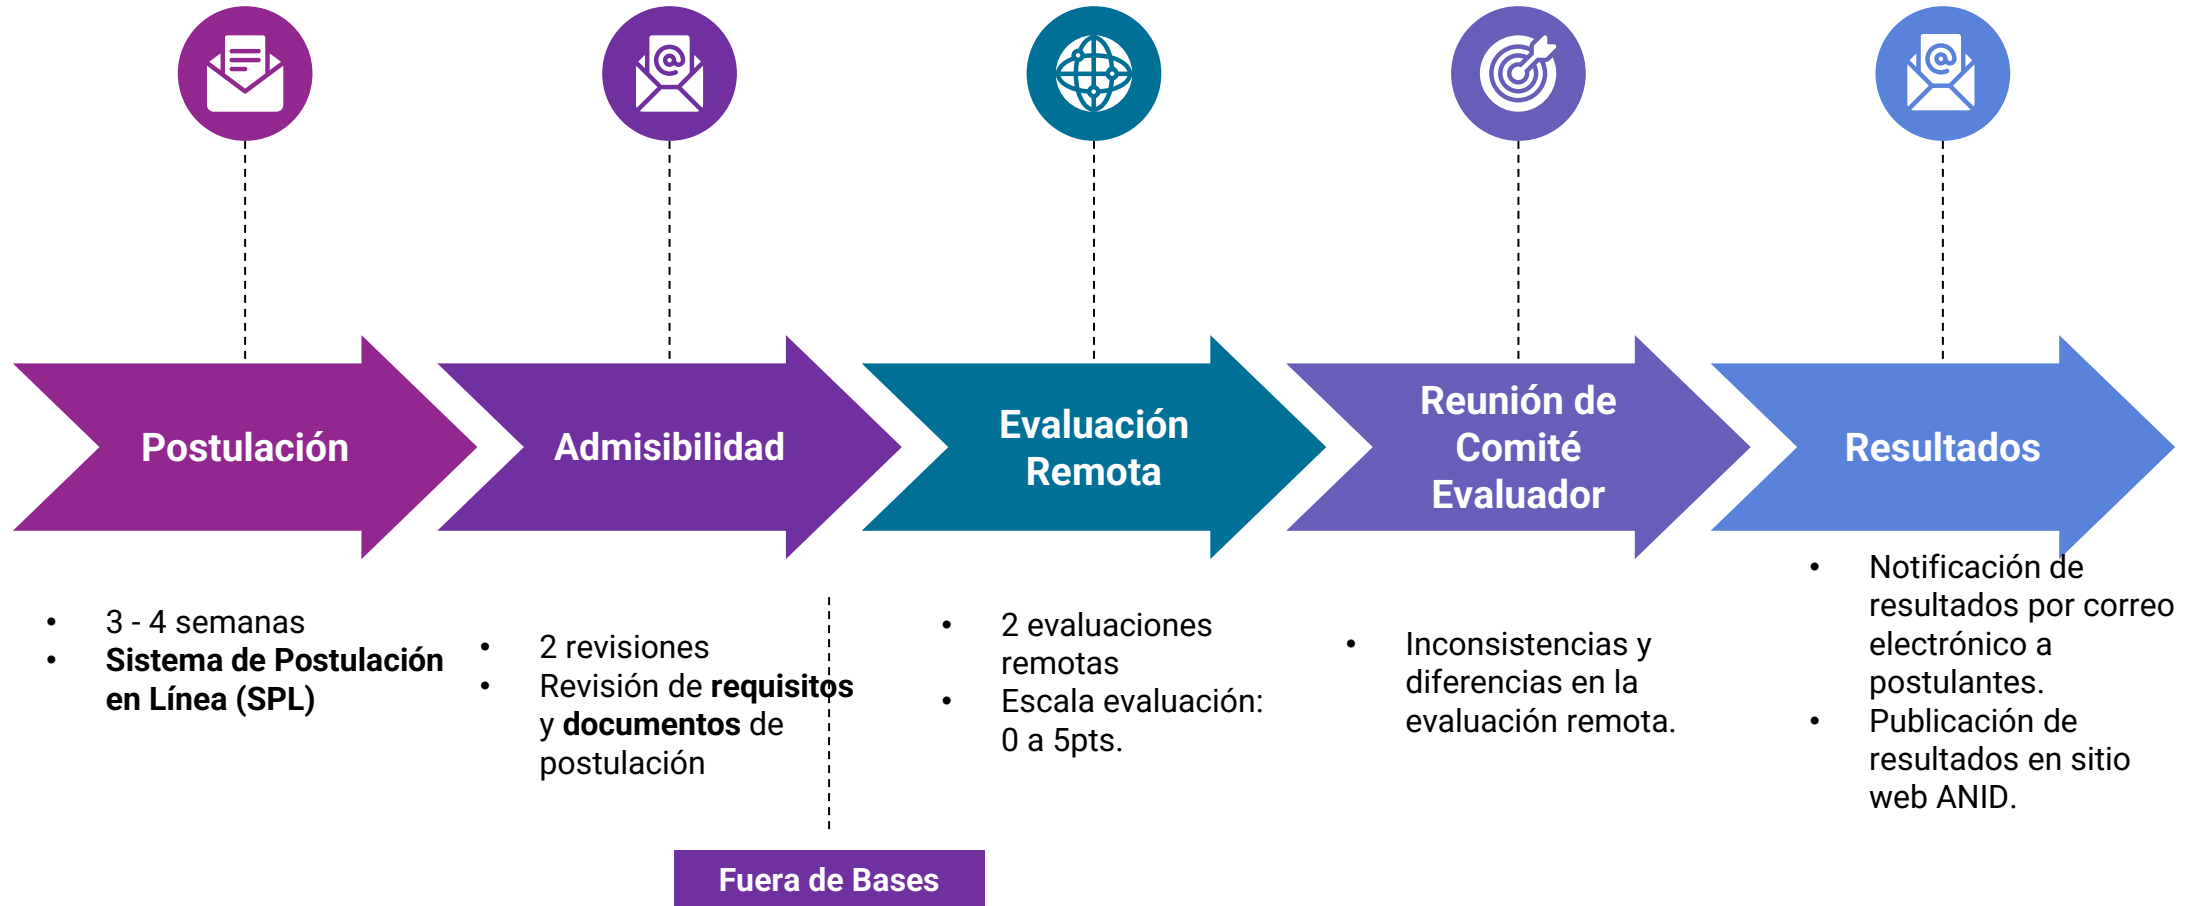 Postulación
Admisibilidad
Evaluación
Remota
Reunión de
Comité
Evaluador
Resultados
• 3 - 4 semanas
• Sistema de Postulación
en Línea (SPL)
• 2 revisiones
• Revisión de requisitos
y documentos de
postulación
• 2 evaluaciones
remotas
• Escala evaluación:
0 a 5pts.
• Inconsistencias y
diferencias en la
evaluación remota.
• Notificación de
resultados por correo
electrónico a
postulantes.
• Publicación de
resultados en sitio
web ANID.
Fuera de Bases